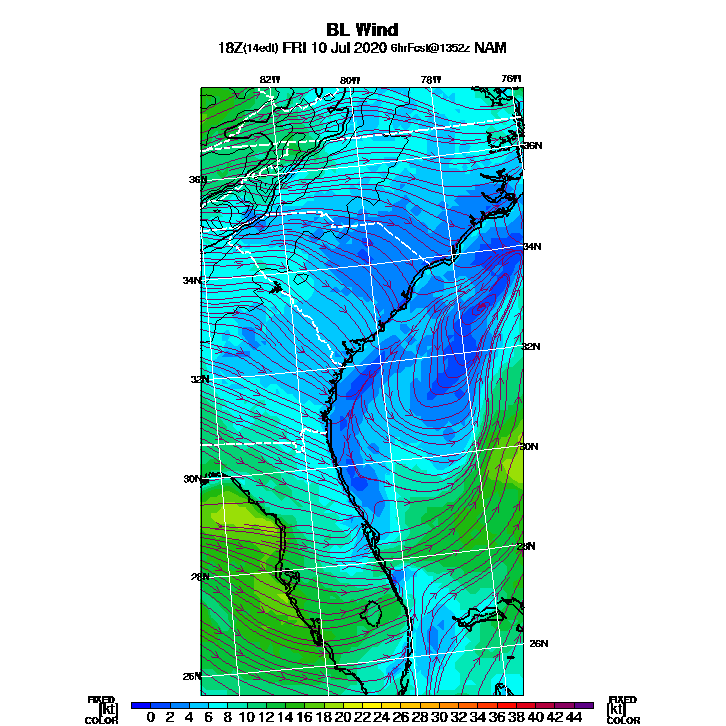 BL Wind
18Z(14edt) FRI 10 Jul 2020 6hrFcst@1352z NAM
82W 80W 78W 76W
36N
36N
34N
34N
32N
32N
30N
30N
28N
28N
26N
26N
FIXED FIXED
[kt] 0 2 4 6 8 10 12 14 16 18 20 22 24 26 28 30 32 34 36 38 40 42 44 [kt]
COLOR COLOR